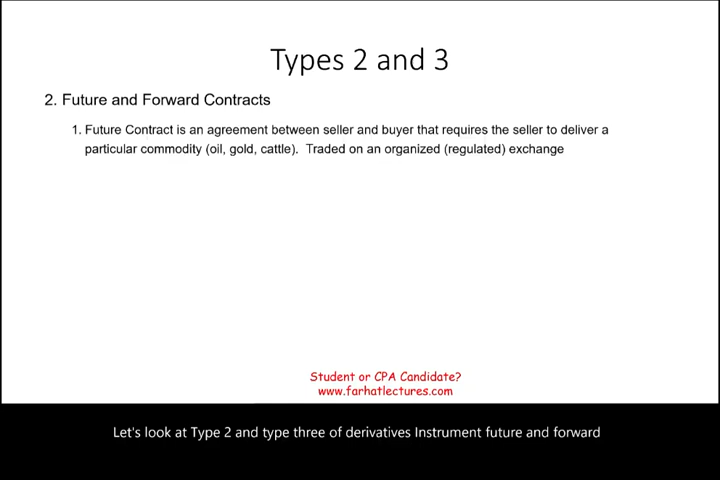 Types 2 and 3
2. Future and Forward Contracts
1. Future Contract is an agreement between seller and buyer that requires the seller to deliver a
particular commodity (oil, gold, cattle).  Traded on an organized (regulated) exchange
Student or CPA Candidate?
www.farhatlectures.com
Let's look at Type 2 and type three of derivatives Instrument future and forward